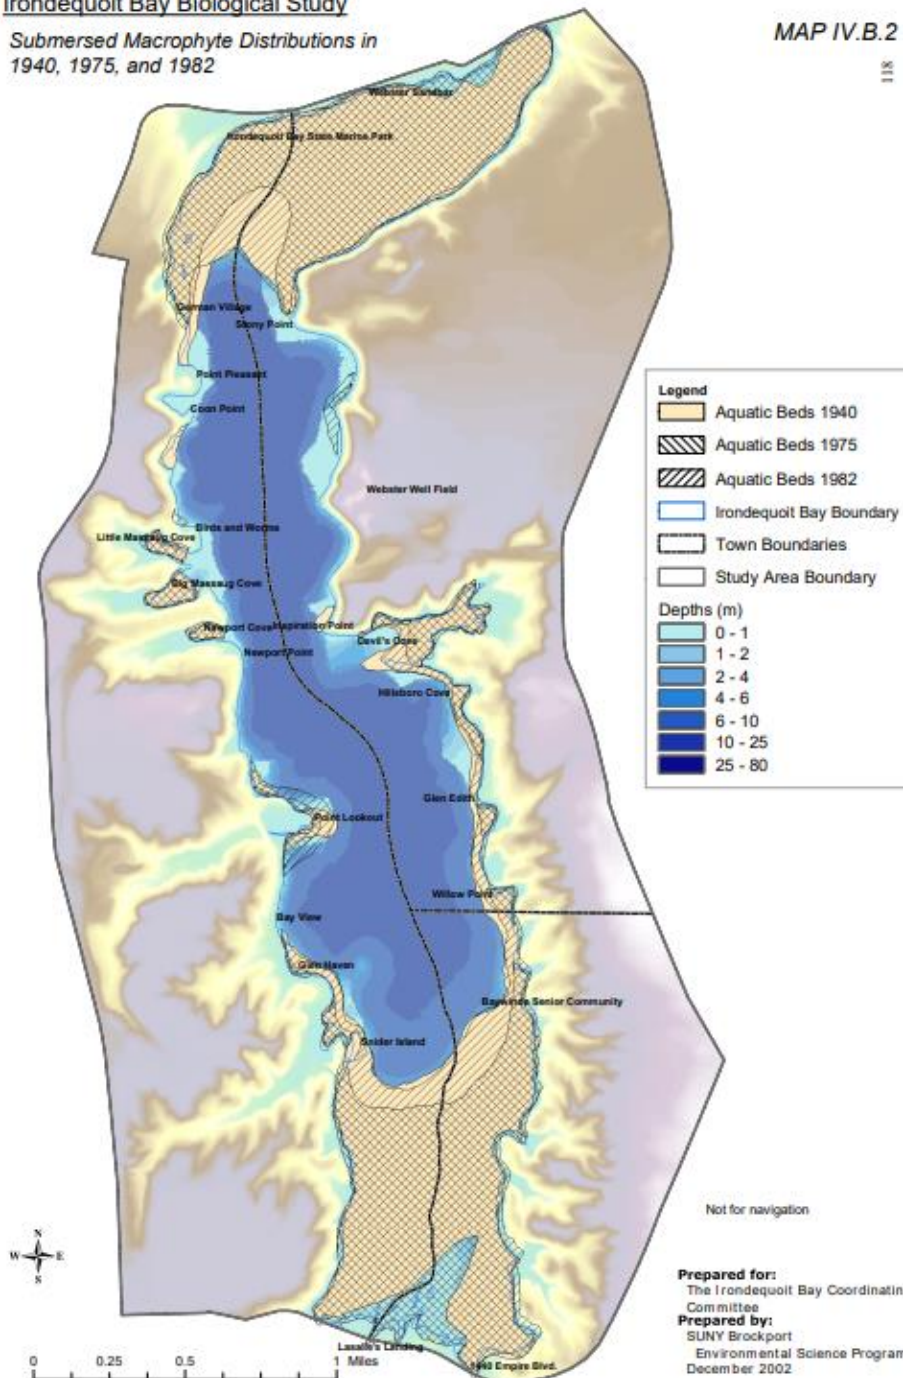 Irondequoit Bay Biological Study
Submersed Macrophyte Distributions in
1940, 1975, and 1982
MAP IV.B.2
118
Webster Sandbar
Irondequoit Bay State Marine Park
German Village
Stony Point
Point Pleasant
Coon Point
Webster Well Field
Birds and Worms
Little Massaug Cove
Big Massaug Cove
Newport Cove
Inspiration Point
Newport Point
Devil's Cove
Hillsboro Cove
Glen Edith
Point Lookout
Willow Point
Bay View
Glen Haven
Baywinds Senior Community
Snider Island
Lasalle's Landing
1440 Empire Blvd.
Legend
Aquatic Beds 1940
Aquatic Beds 1975
Aquatic Beds 1982
Irondequoit Bay Boundary
Town Boundaries
Study Area Boundary
Depths (m)
0 - 1
1 - 2
2 - 4
4 - 6
6 - 10
10 - 25
25 - 80
Not for navigation
N
W E
S
0 0.25 0.5 1 Miles
Prepared for:
The Irondequoit Bay Coordinatin
Committee
Prepared by:
SUNY Brockport
Environmental Science Program
December 2002